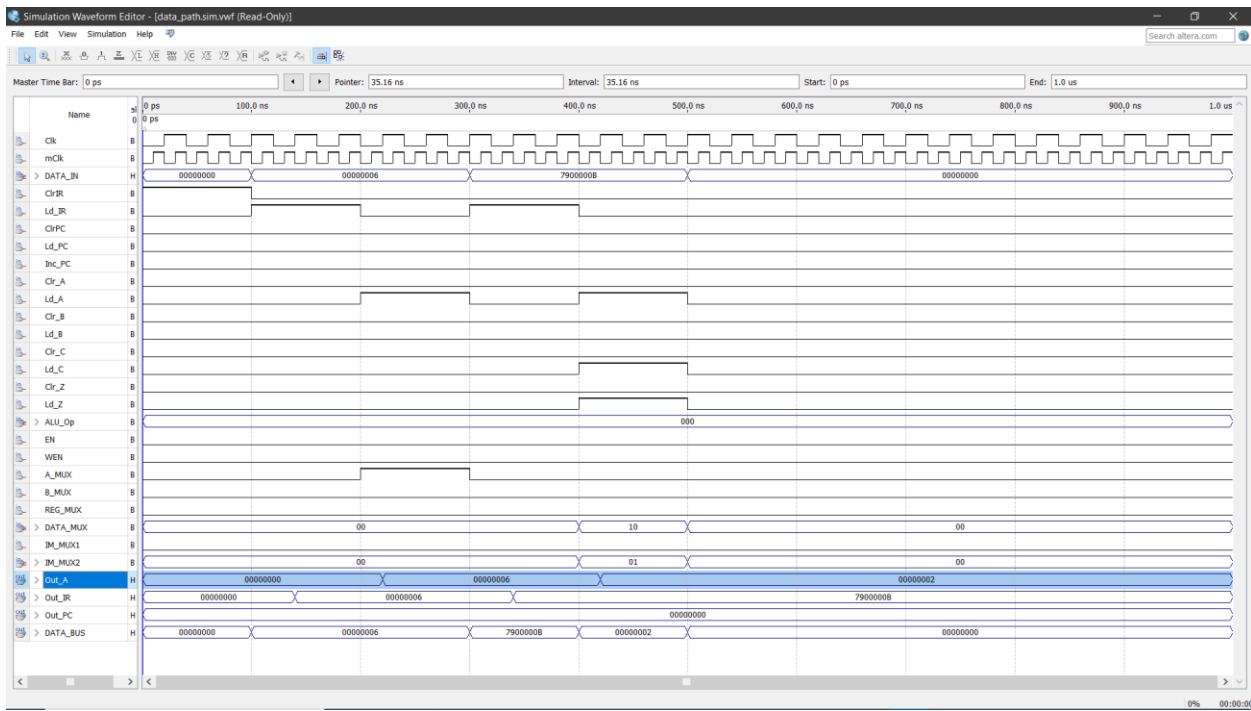 Simulation Waveform Editor - [data_path.sim.vwf (Read-Only)]
File Edit View Simulation Help
Search altera.com
Master Time Bar: 0 ps
Pointer: 35.16 ns
Interval: 35.16 ns
Start: 0 ps
End: 1.0 us
Name
0 ps 100.0 ns 200.0 ns 300.0 ns 400.0 ns 500.0 ns 600.0 ns 700.0 ns 800.0 ns 900.0 ns 1.0 us
0 ps
Clk B
mClk B
DATA_IN H 00000000 00000006 7900000B 00000000
ClrIR B
Ld_IR B
ClrPC B
Ld_PC B
Inc_PC B
Clr_A B
Ld_A B
Clr_B B
Ld_B B
Clr_C B
Ld_C B
Clr_Z B
Ld_Z B
ALU_Op B 000
EN B
WEN B
A_MUX B
B_MUX B
REG_MUX B
DATA_MUX B 00 10 00
IM_MUX1 B
IM_MUX2 B 00 01 00
Out_A H 00000000 00000006 00000002
Out_IR H 00000000 00000006 7900000B
Out_PC H 00000000
DATA_BUS H 00000000 00000006 7900000B 00000002 00000000
0%